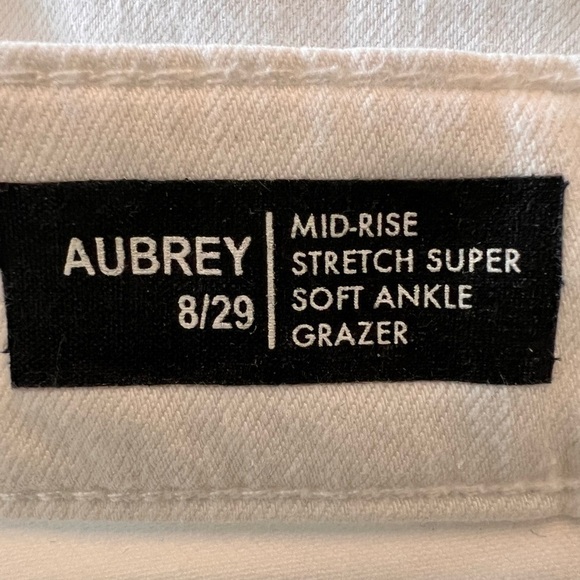 AUBREY
8/29
MID-RISE
STRETCH SUPER
SOFT ANKLE
GRAZER